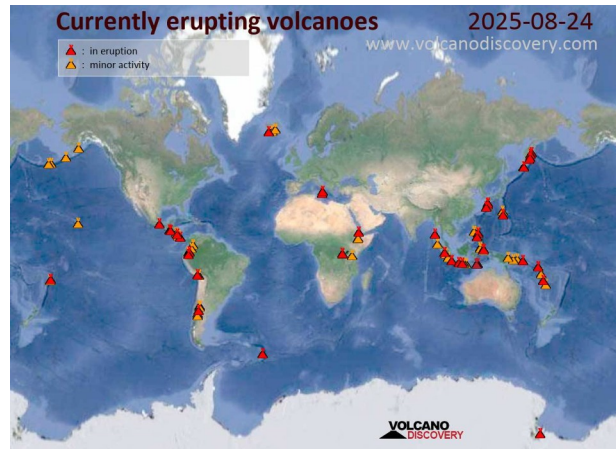 Currently erupting volcanoes
2025-08-24
www.volcanodiscovery.com
: in eruption
: minor activity
VOLCANO
DISCOVERY